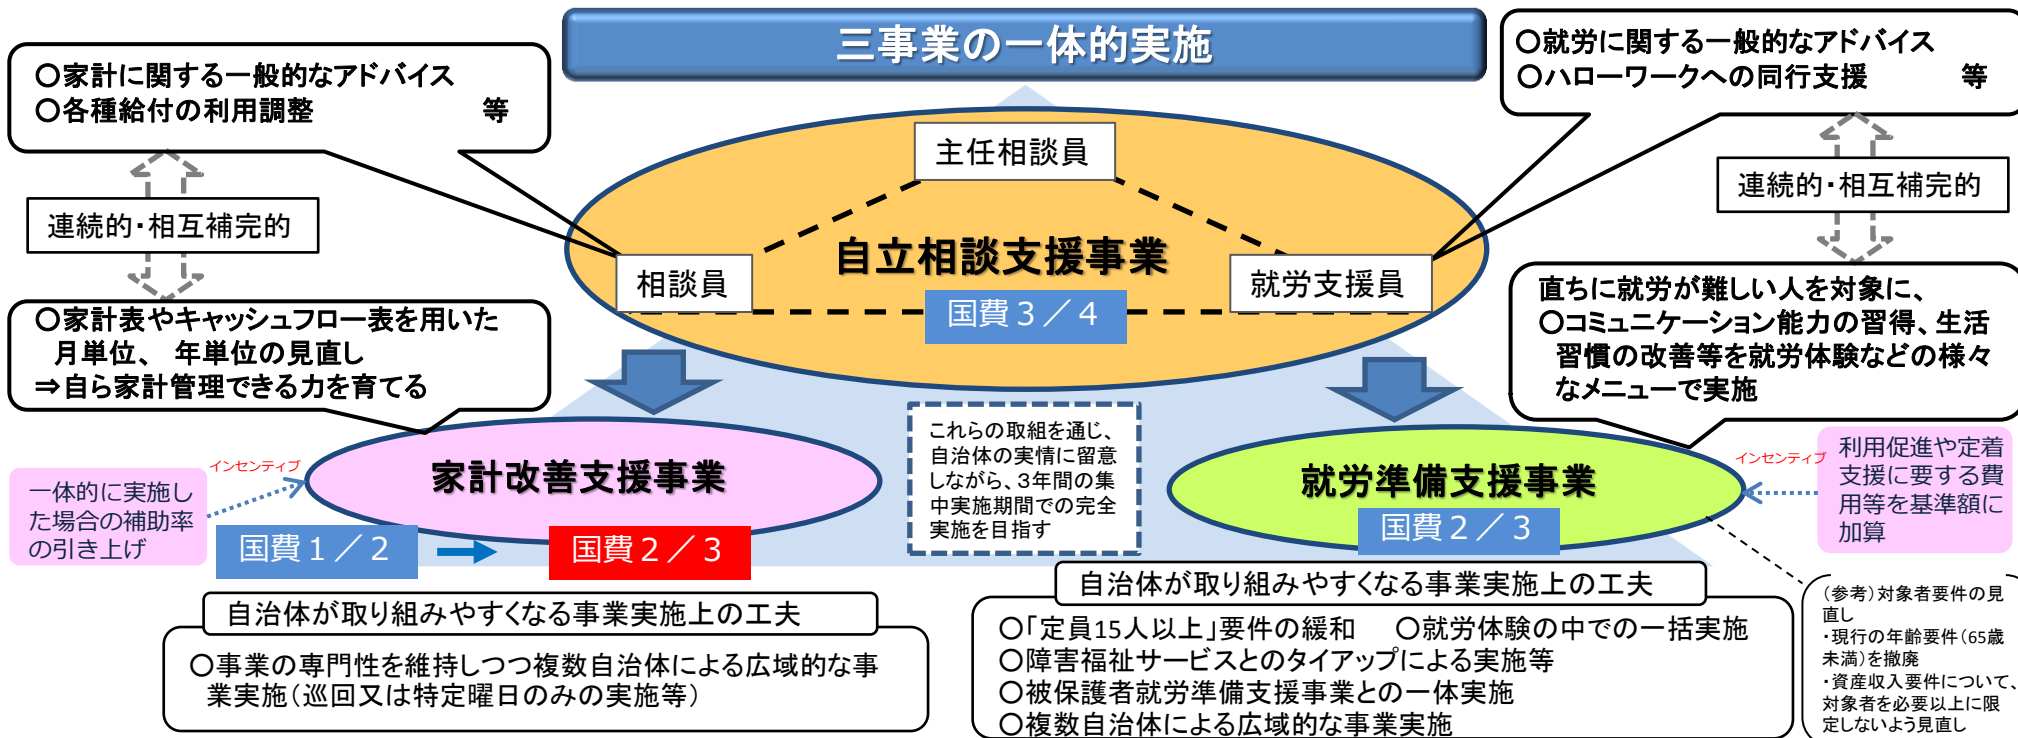 三事業の一体的実施
○家計に関する一般的なアドバイス
○各種給付の利用調整 等
○就労に関する一般的なアドバイス
○ハローワークへの同行支援 等
主任相談員
連続的・相互補完的
連続的・相互補完的
自立相談支援事業
相談員
就労支援員
国費３／４
○家計表やキャッシュフロー表を用いた
月単位、 年単位の見直し
⇒自ら家計管理できる力を育てる
直ちに就労が難しい人を対象に、
○コミュニケーション能力の習得、生活
習慣の改善等を就労体験などの様々
なメニューで実施
これらの取組を通じ、
自治体の実情に留意
しながら、3年間の集
中実施期間での完全
実施を目指す
インセンティブ
一体的に実施し
た場合の補助率
の引き上げ
家計改善支援事業
国費１／２
国費２／３
就労準備支援事業
国費２／３
インセンティブ
利用促進や定着
支援に要する費
用等を基準額に
加算
自治体が取り組みやすくなる事業実施上の工夫
○事業の専門性を維持しつつ複数自治体による広域的な事
業実施（巡回又は特定曜日のみの実施等）
自治体が取り組みやすくなる事業実施上の工夫
○「定員15人以上」要件の緩和 ○就労体験の中での一括実施
○障害福祉サービスとのタイアップによる実施等
○被保護者就労準備支援事業との一体実施
○複数自治体による広域的な事業実施
（参考）対象者要件の見
直し
・現行の年齢要件（65歳
未満）を撤廃
・資産収入要件について、
対象者を必要以上に限
定しないよう見直し